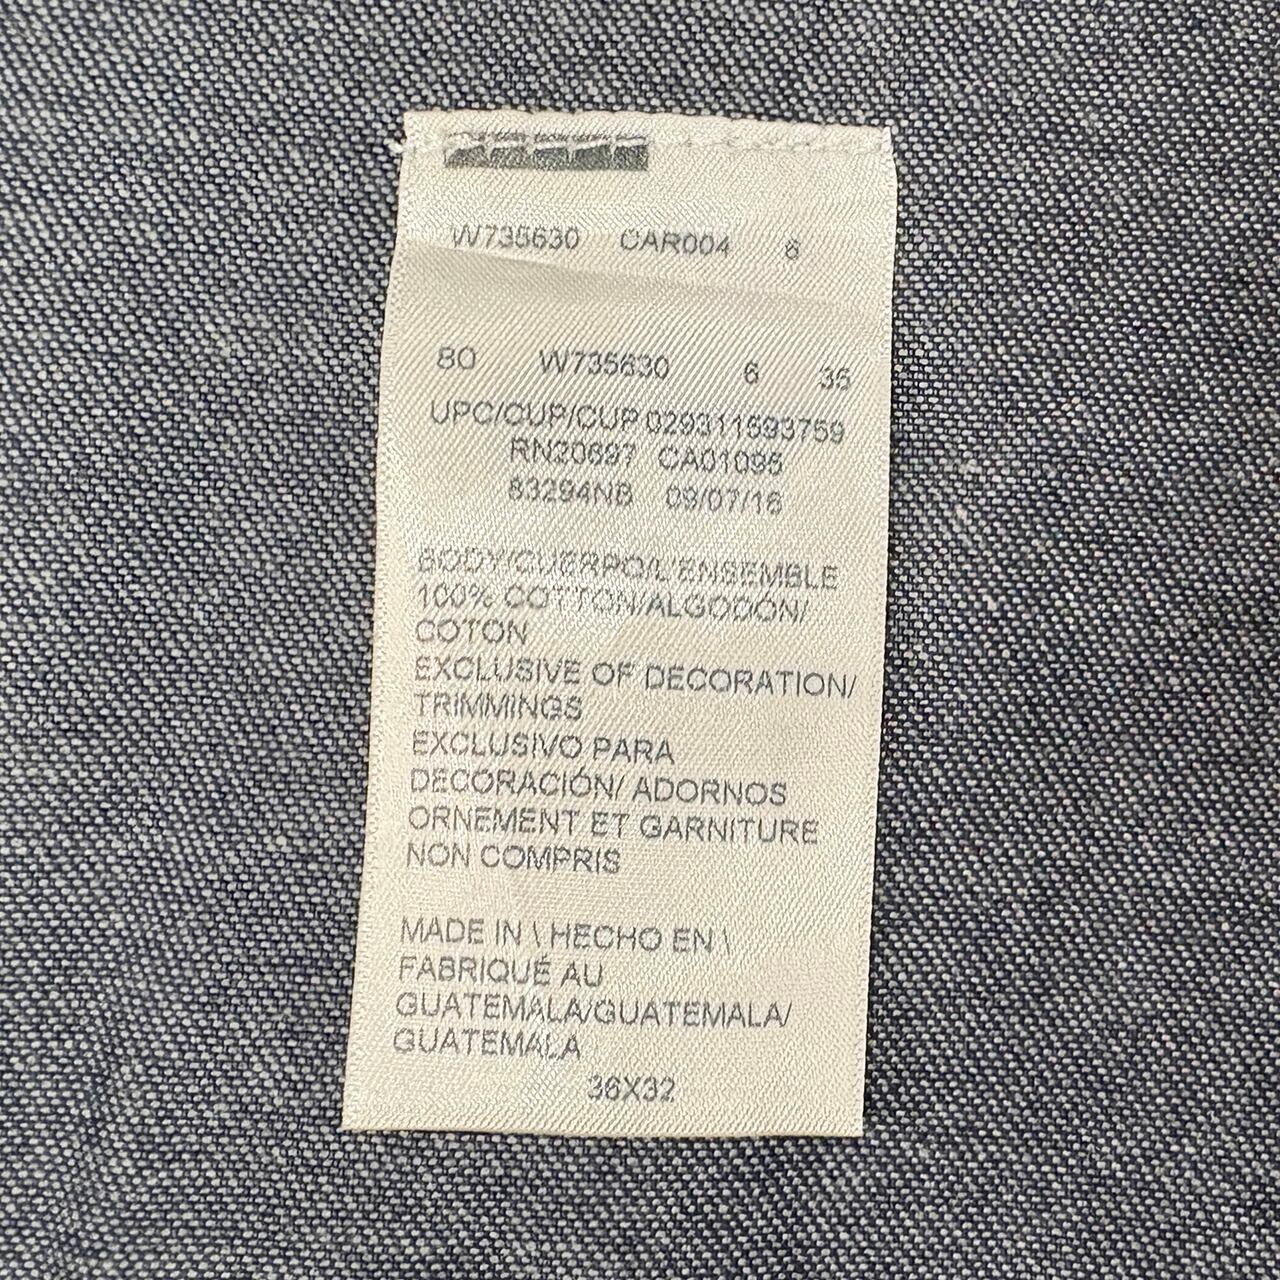 W735630 CAR004 6
80 W735630 6 35
UPC/CUP/CUP 029311593759
RN20697 CA01096
83294NB 09/07/16
BODY/CUERPO/L'ENSEMBLE
100% COTTON/ALGODÓN/
COTON
EXCLUSIVE OF DECORATION/
TRIMMINGS
EXCLUSIVO PARA
DECORACIÓN/ ADORNOS
ORNEMENT ET GARNITURE
NON COMPRIS
MADE IN \ HECHO EN \
FABRIQUÉ AU
GUATEMALA/GUATEMALA/
GUATEMALA
36X32